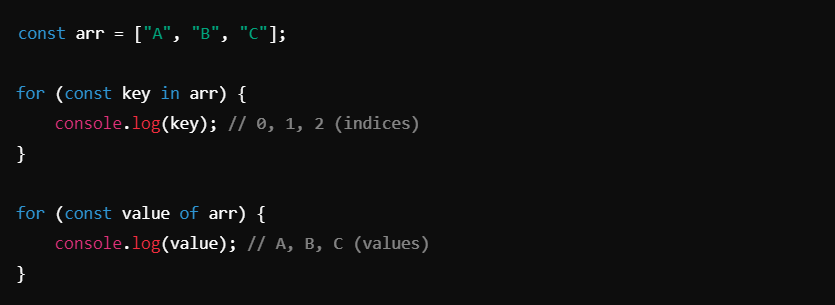 const arr = ["A", "B", "C"];
for (const key in arr) {
    console.log(key); // 0, 1, 2 (indices)
}
for (const value of arr) {
    console.log(value); // A, B, C (values)
}